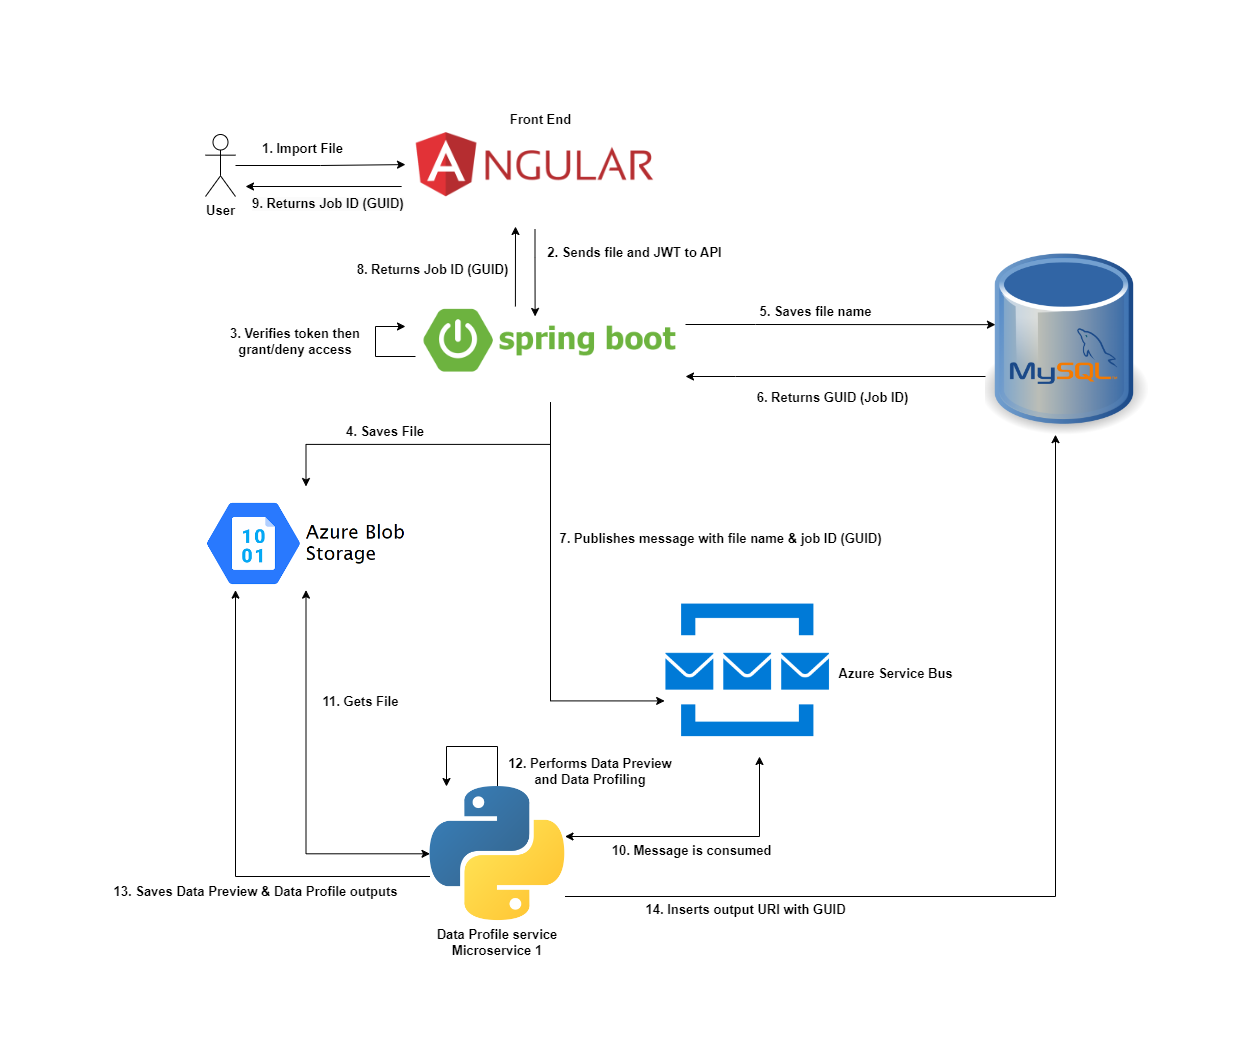 Front End
1. Import File
ANGULAR
9. Returns Job ID (GUID)
User
2. Sends file and JWT to API
8. Returns Job ID (GUID)
5. Saves file name
3. Verifies token then
grant/deny access
spring boot
MySQL
6. Returns GUID (Job ID)
4. Saves File
10
01
Azure Blob
Storage
7. Publishes message with file name & job ID (GUID)
Azure Service Bus
11. Gets File
12. Performs Data Preview
and Data Profiling
10. Message is consumed
13. Saves Data Preview & Data Profile outputs
14. Inserts output URI with GUID
Data Profile service
Microservice 1